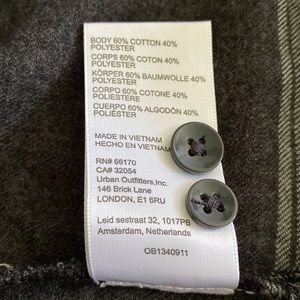 BODY 60% COTTON 40%
POLYESTER
CORPS 60% COTON 40%
POLYESTER
KÖRPER 60% BAUMWOLLE 40%
POLYESTER
CORPO 60% COTONE 40%
POLIESTERE
CUERPO 60% ALGODÓN 40%
POLIÉSTER
MADE IN VIETNAM
HECHO EN VIETNAM
RN# 66170
CA# 32054
Urban Outfitters,Inc.
146 Brick Lane
LONDON, E1 6RU
Leid sestraat 32, 1017PB
Amsterdam, Netherlands
OB1340911